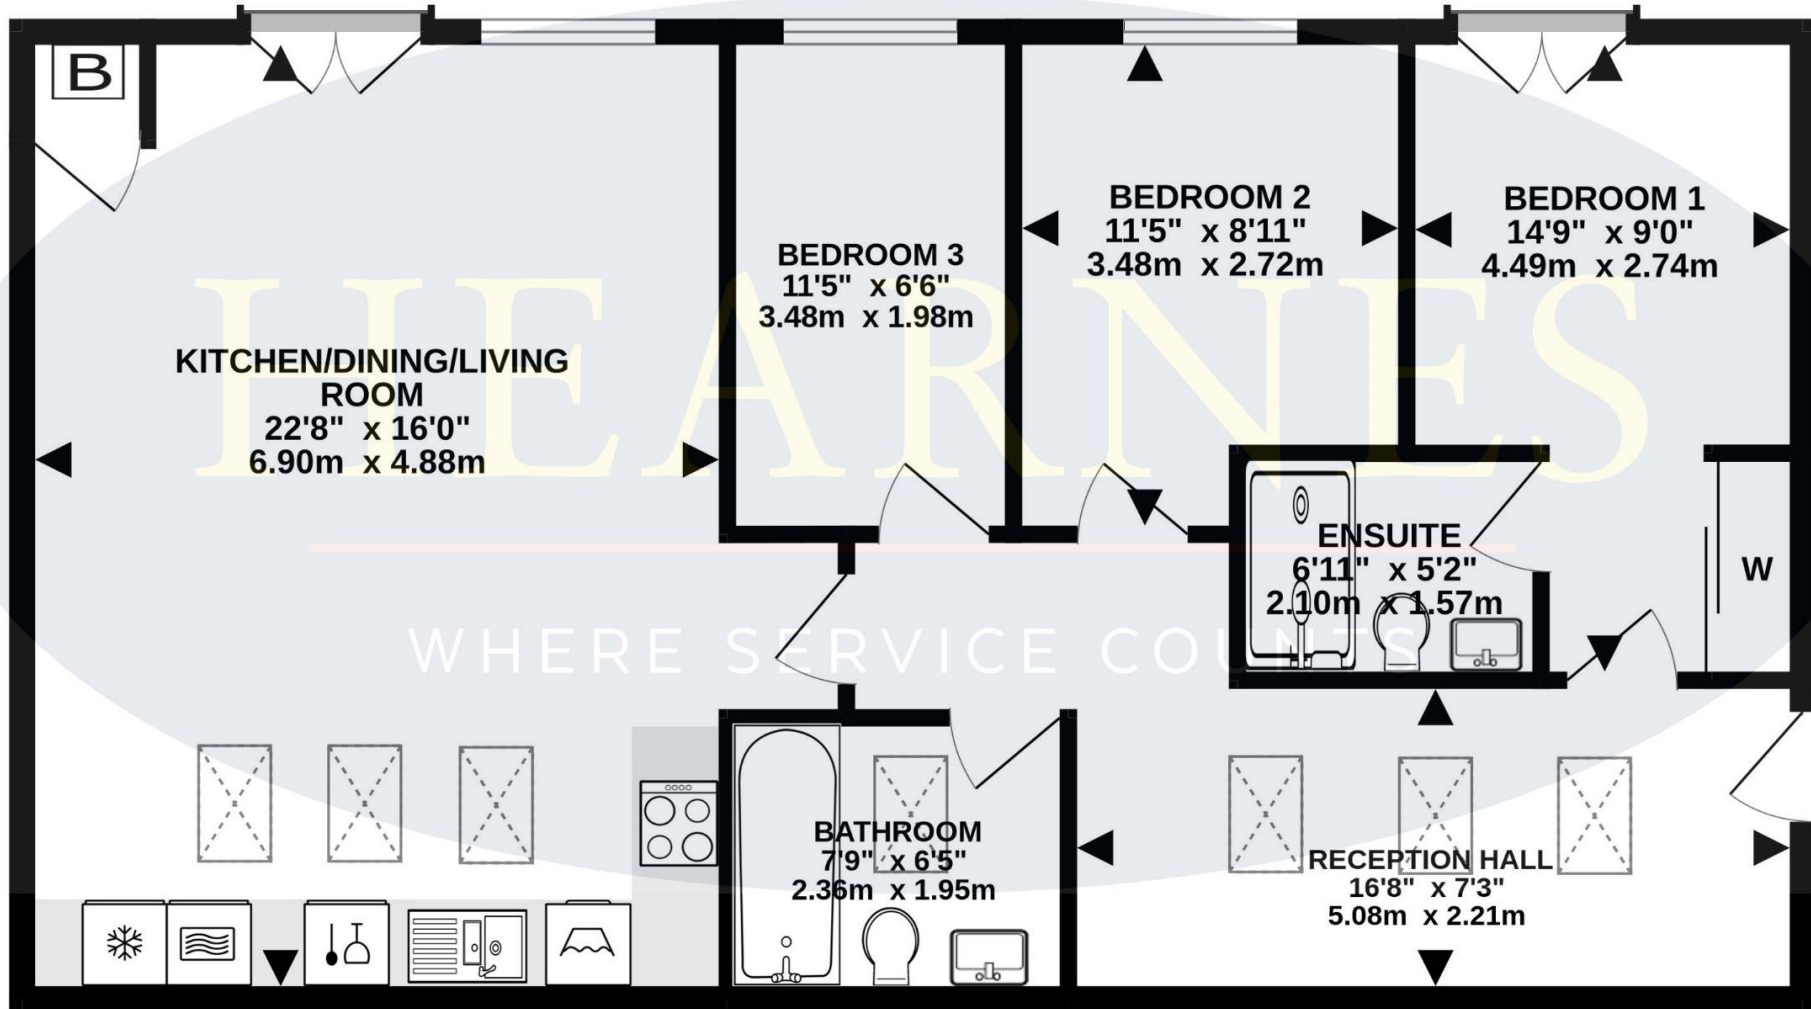 B
KITCHEN/DINING/LIVING
ROOM
22'8" x 16'0"
6.90m x 4.88m
BEDROOM 3
11'5" x 6'6"
3.48m x 1.98m
BEDROOM 2
11'5" x 8'11"
3.48m x 2.72m
BEDROOM 1
14'9" x 9'0"
4.49m x 2.74m
HEARNES
WHERE SERVICE COUNTS
ENSUITE
6'11" x 5'2"
2.10m x 1.57m
W
BATHROOM
7'9" x 6'5"
2.36m x 1.95m
RECEPTION HALL
16'8" x 7'3"
5.08m x 2.21m